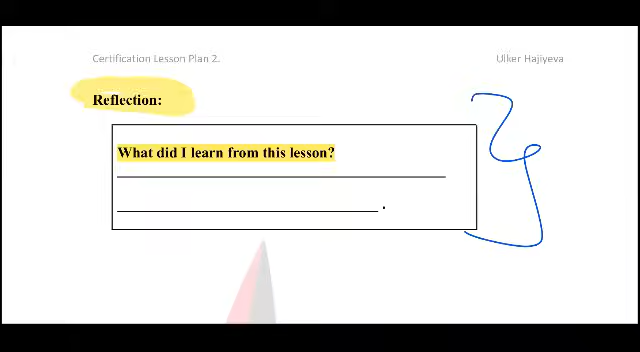 Certification Lesson Plan 2. Ulker Hajiyeva
Reflection:
What did I learn from this lesson?
.